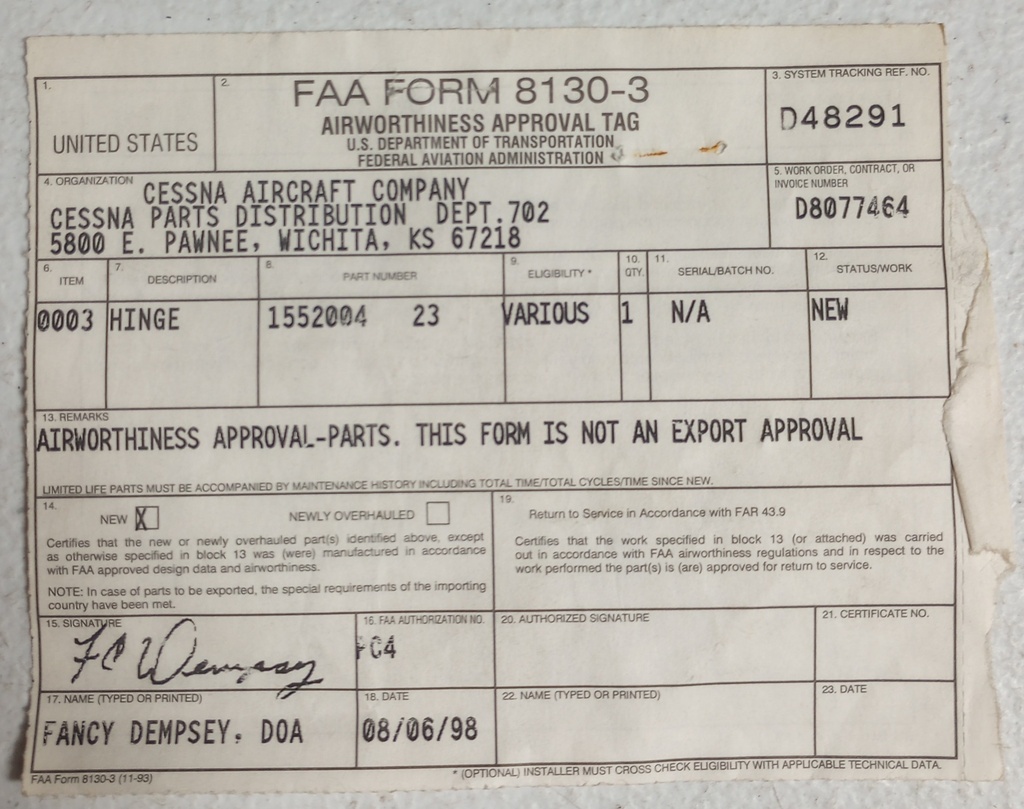 1.
UNITED STATES
2.
FAA FORM 8130-3
AIRWORTHINESS APPROVAL TAG
U.S. DEPARTMENT OF TRANSPORTATION
FEDERAL AVIATION ADMINISTRATION
3. SYSTEM TRACKING REF. NO.
D48291
4. ORGANIZATION
CESSNA AIRCRAFT COMPANY
CESSNA PARTS DISTRIBUTION DEPT.702
5800 E. PAWNEE, WICHITA, KS 67218
5. WORK ORDER, CONTRACT, OR
INVOICE NUMBER
D8077464
6. ITEM
7. DESCRIPTION
8. PART NUMBER
9. ELIGIBILITY *
10. QTY.
11. SERIAL/BATCH NO.
12. STATUS/WORK
0003 HINGE 1552004 23 VARIOUS 1 N/A NEW
13. REMARKS
AIRWORTHINESS APPROVAL-PARTS. THIS FORM IS NOT AN EXPORT APPROVAL
LIMITED LIFE PARTS MUST BE ACCOMPANIED BY MAINTENANCE HISTORY INCLUDING TOTAL TIME/TOTAL CYCLES/TIME SINCE NEW.
14.
NEW X NEWLY OVERHAULED
Certifies that the new or newly overhauled part(s) identified above, except
as otherwise specified in block 13 was (were) manufactured in accordance
with FAA approved design data and airworthiness.
NOTE: In case of parts to be exported, the special requirements of the importing
country have been met.
19.
Return to Service in Accordance with FAR 43.9
Certifies that the work specified in block 13 (or attached) was carried
out in accordance with FAA airworthiness regulations and in respect to the
work performed the part(s) is (are) approved for return to service.
15. SIGNATURE
F C Dempsey
16. FAA AUTHORIZATION NO.
FC4
20. AUTHORIZED SIGNATURE
21. CERTIFICATE NO.
17. NAME (TYPED OR PRINTED)
FANCY DEMPSEY. DOA
18. DATE
08/06/98
22. NAME (TYPED OR PRINTED)
23. DATE
FAA Form 8130-3 (11-93)
* (OPTIONAL) INSTALLER MUST CROSS CHECK ELIGIBILITY WITH APPLICABLE TECHNICAL DATA.